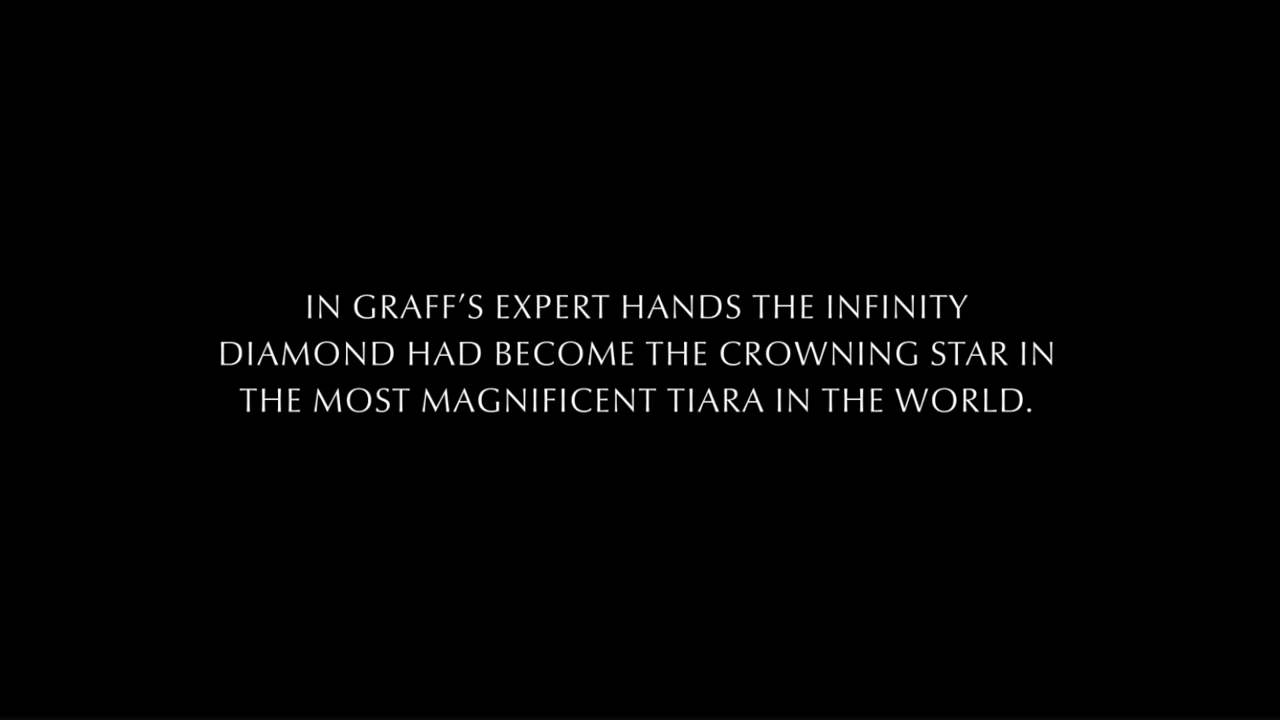 IN GRAFF’S EXPERT HANDS THE INFINITY
DIAMOND HAD BECOME THE CROWNING STAR IN
THE MOST MAGNIFICENT TIARA IN THE WORLD.